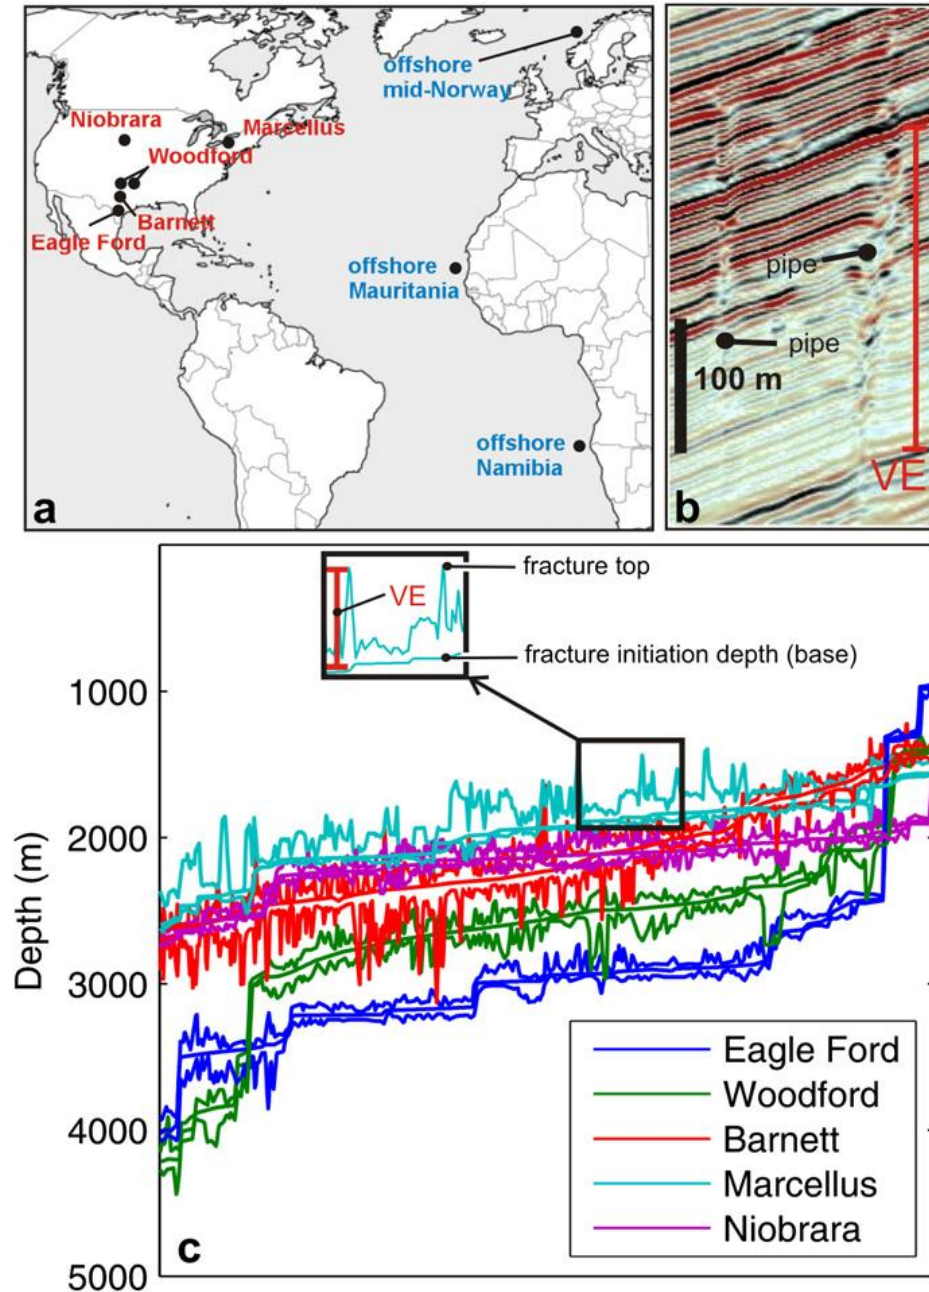 offshore
mid-Norway
Niobrara
Marcellus
Woodford
Barnett
Eagle Ford
offshore
Mauritania
offshore
Namibia
a
pipe
pipe
100 m
VE
b
VE
fracture top
fracture initiation depth (base)
1000
2000
3000
4000
5000
Depth (m)
Eagle Ford
Woodford
Barnett
Marcellus
Niobrara
c